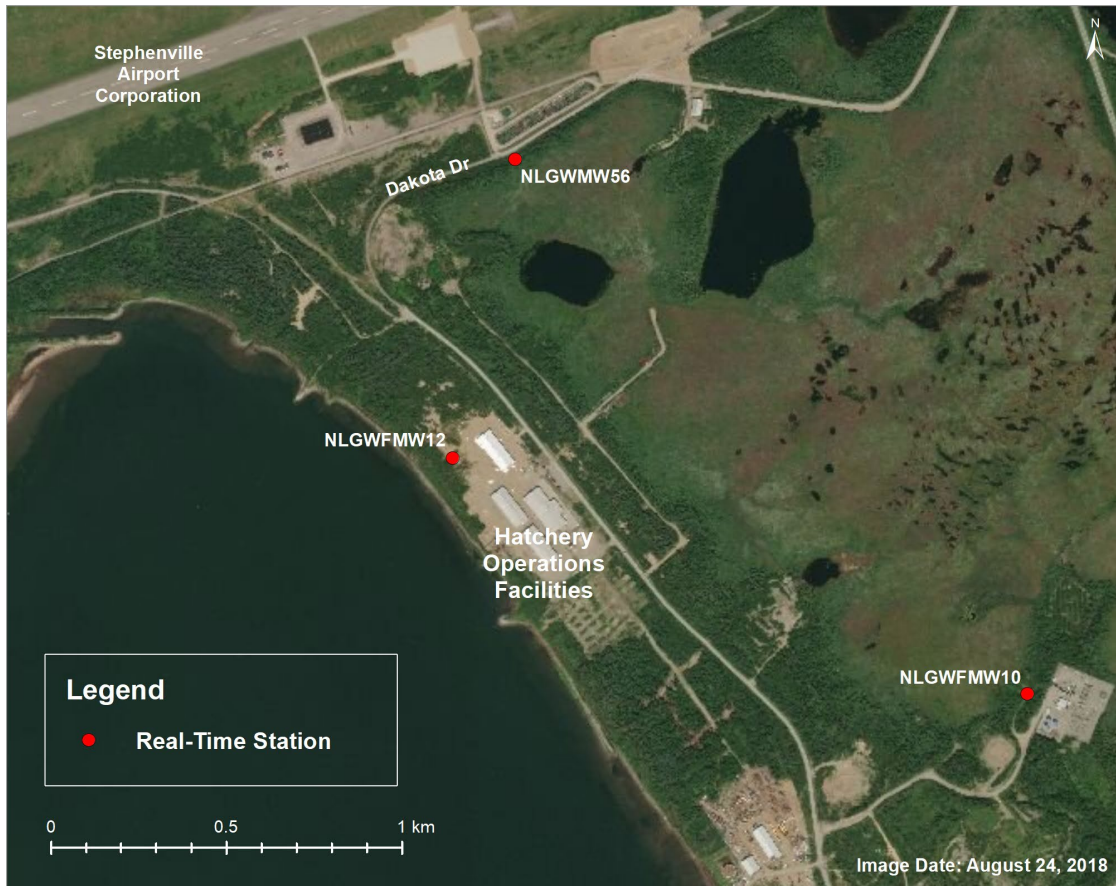 Stephenville
Airport
Corporation
N
Dakota Dr
NLGWMW56
NLGWFMW12
Hatchery
Operations
Facilities
NLGWFMW10
Legend
Real-Time Station
0 0.5 1 km
Image Date: August 24, 2018